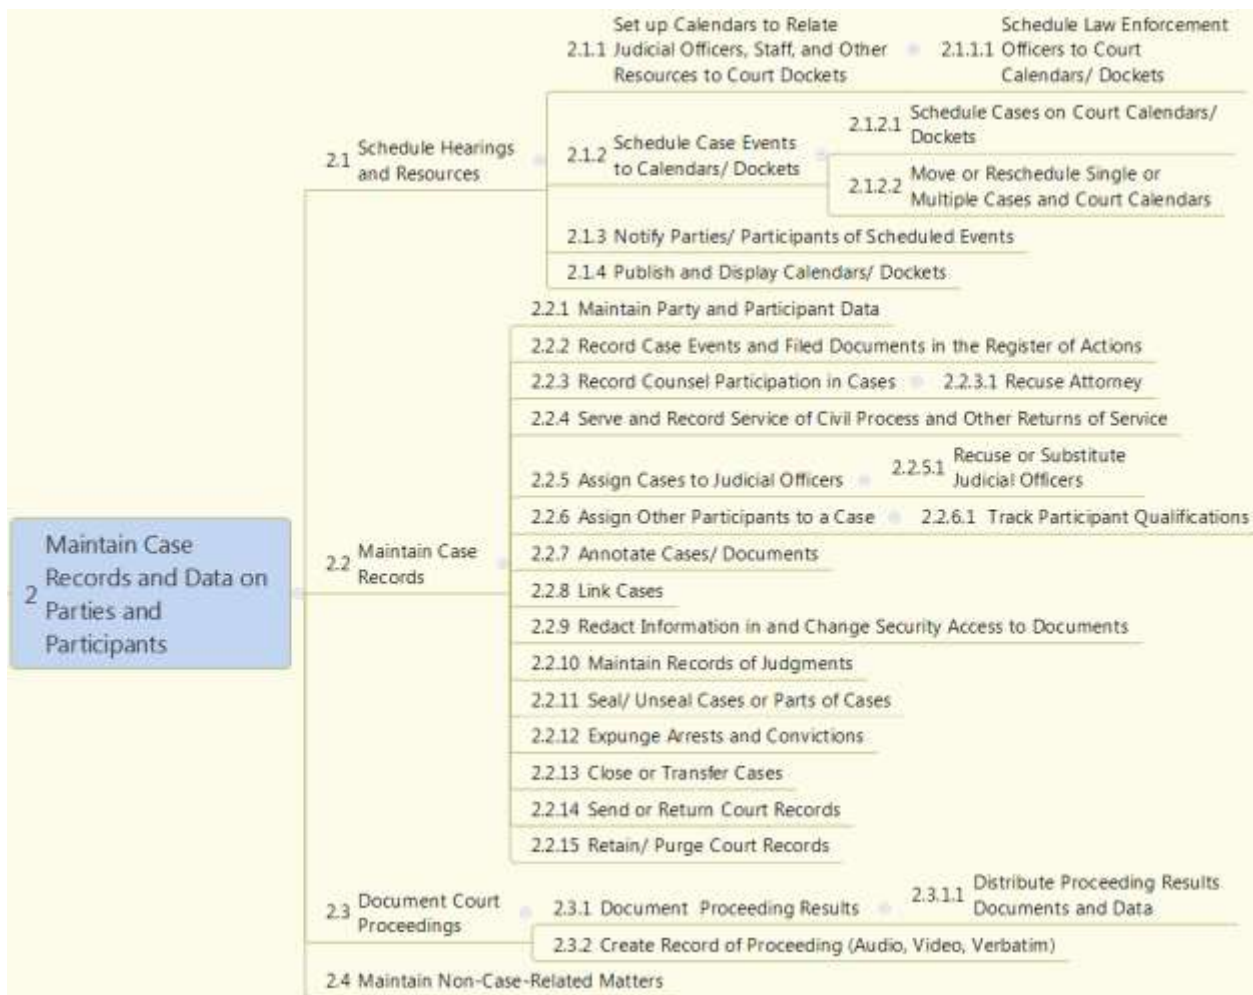 Set up Calendars to Relate
2.1.1 Judicial Officers, Staff, and Other
Resources to Court Dockets
Schedule Law Enforcement
2.1.1.1 Officers to Court
Calendars/ Dockets
2.1 Schedule Hearings
and Resources
2.1.2 Schedule Case Events
to Calendars/ Dockets
2.1.2.1 Schedule Cases on Court Calendars/
Dockets
2.1.2.2 Move or Reschedule Single or
Multiple Cases and Court Calendars
2.1.3 Notify Parties/ Participants of Scheduled Events
2.1.4 Publish and Display Calendars/ Dockets
2.2.1 Maintain Party and Participant Data
2.2.2 Record Case Events and Filed Documents in the Register of Actions
2.2.3 Record Counsel Participation in Cases
2.2.3.1 Recuse Attorney
2.2.4 Serve and Record Service of Civil Process and Other Returns of Service
2.2.5 Assign Cases to Judicial Officers
2.2.5.1 Recuse or Substitute
Judicial Officers
2.2.6 Assign Other Participants to a Case
2.2.6.1 Track Participant Qualifications
2 Maintain Case
Records and Data on
Parties and
Participants
2.2 Maintain Case
Records
2.2.7 Annotate Cases/ Documents
2.2.8 Link Cases
2.2.9 Redact Information in and Change Security Access to Documents
2.2.10 Maintain Records of Judgments
2.2.11 Seal/ Unseal Cases or Parts of Cases
2.2.12 Expunge Arrests and Convictions
2.2.13 Close or Transfer Cases
2.2.14 Send or Return Court Records
2.2.15 Retain/ Purge Court Records
2.3 Document Court
Proceedings
2.3.1 Document Proceeding Results
2.3.1.1 Distribute Proceeding Results
Documents and Data
2.3.2 Create Record of Proceeding (Audio, Video, Verbatim)
2.4 Maintain Non-Case-Related Matters